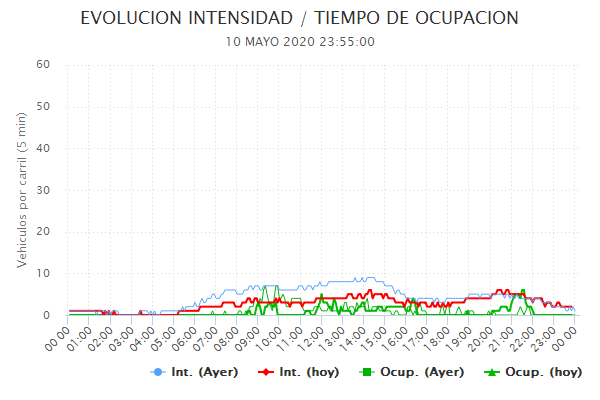 EVOLUCION INTENSIDAD / TIEMPO DE OCUPACION
10 MAYO 2020 23:55:00
Vehiculos por carril (5 min)
60
50
40
30
20
10
0
00:00 01:00 02:00 03:00 04:00 05:00 06:00 07:00 08:00 09:00 10:00 11:00 12:00 13:00 14:00 15:00 16:00 17:00 18:00 19:00 20:00 21:00 22:00 23:00 00:00
Int. (Ayer) Int. (hoy) Ocup. (Ayer) Ocup. (hoy)